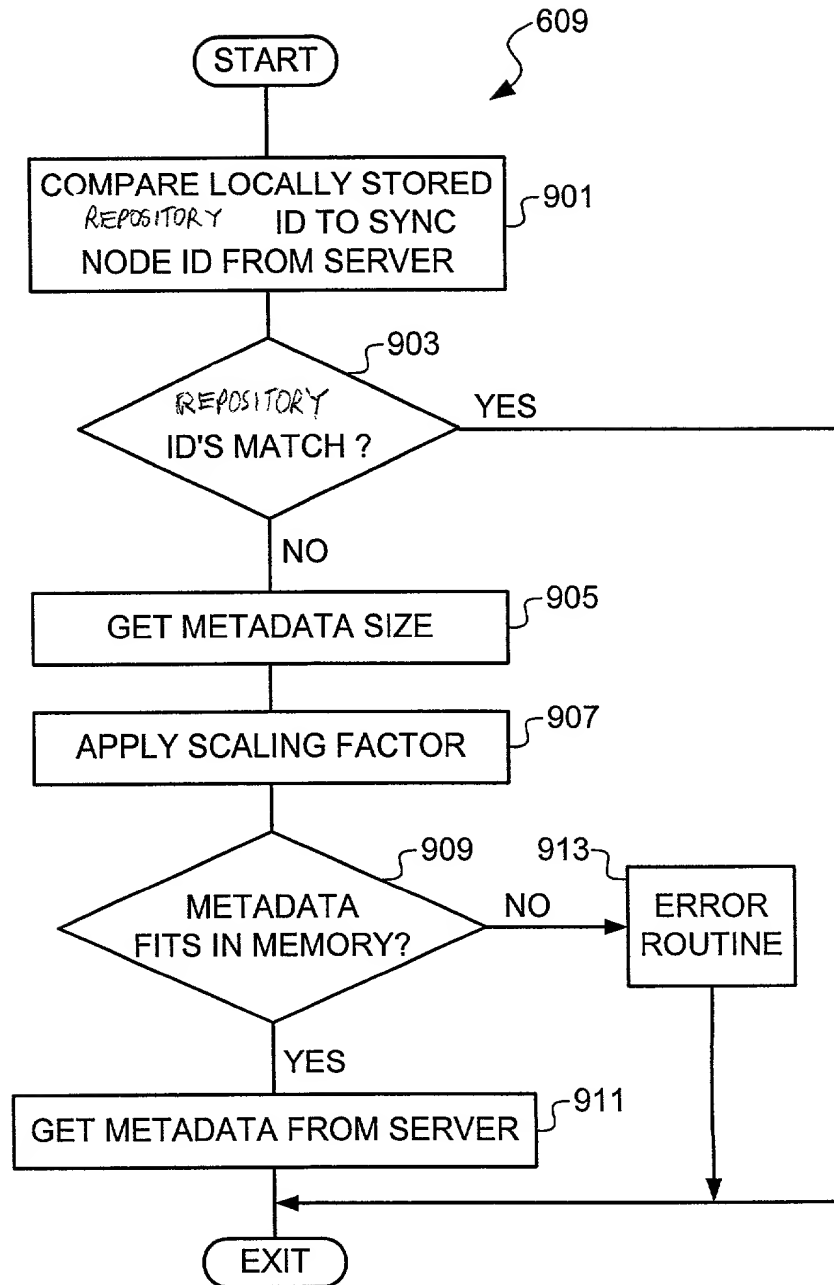 609
START
COMPARE LOCALLY STORED
REPOSITORY ID TO SYNC
NODE ID FROM SERVER
901
903
REPOSITORY
ID'S MATCH ?
YES
NO
GET METADATA SIZE
905
APPLY SCALING FACTOR
907
909
METADATA
FITS IN MEMORY?
NO
913
ERROR
ROUTINE
YES
GET METADATA FROM SERVER
911
EXIT